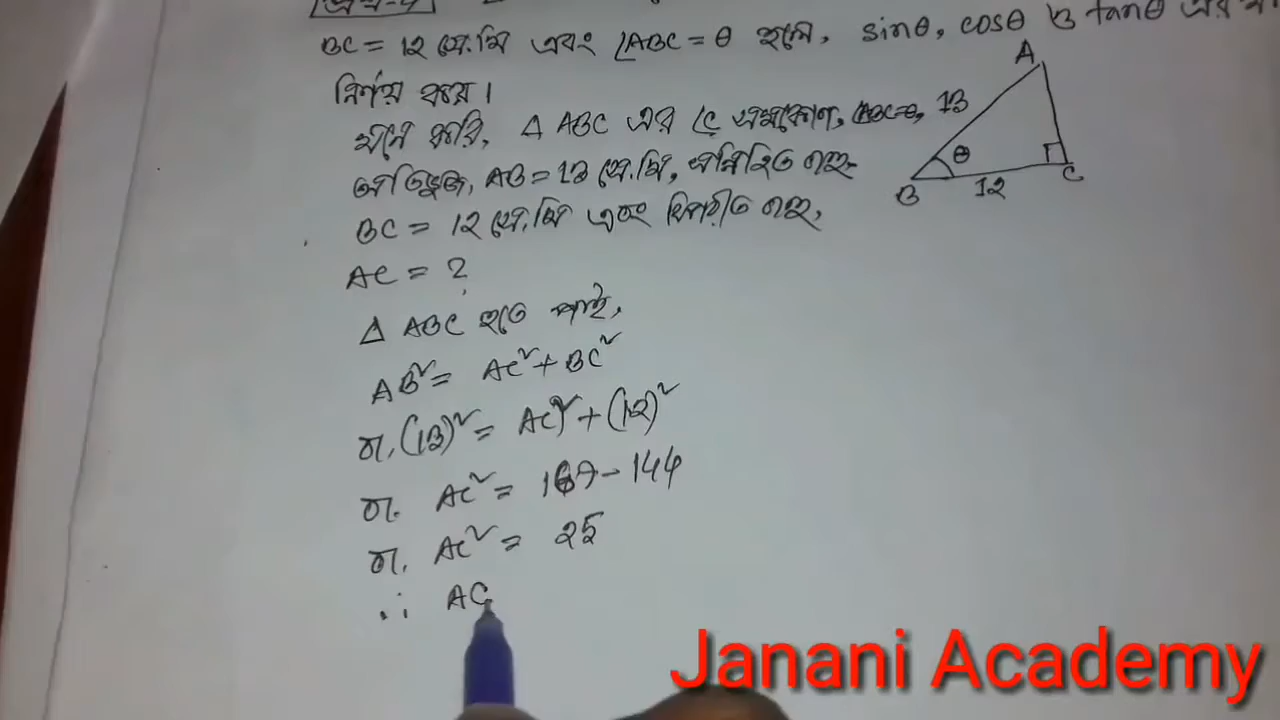 BC = 12 সে.মি এবং ∠ABC = θ হলে, sinθ, cosθ ও tanθ এর
নির্ণয় করো।
মনে করি, Δ ABC এর ∠C সমকোণ, ∠ABC=θ,
অতিভুজ, AB = 13 সে.মি, সন্নিহিত বাহু
BC = 12 সে.মি এবং বিপরীত বাহু,
AC = ?
Δ ABC হতে পাই,
AB² = AC² + BC²
বা, (13)² = AC² + (12)²
বা, AC² = 169 - 144
বা, AC² = 25
∴ AC
A
13
θ
B
12
C
Janani Academy